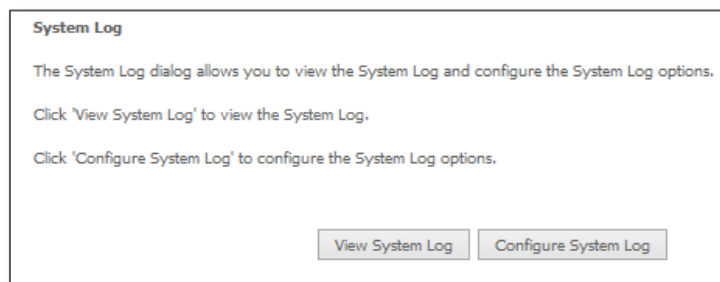 System Log
The System Log dialog allows you to view the System Log and configure the System Log options.
Click 'View System Log' to view the System Log.
Click 'Configure System Log' to configure the System Log options.
View System Log
Configure System Log